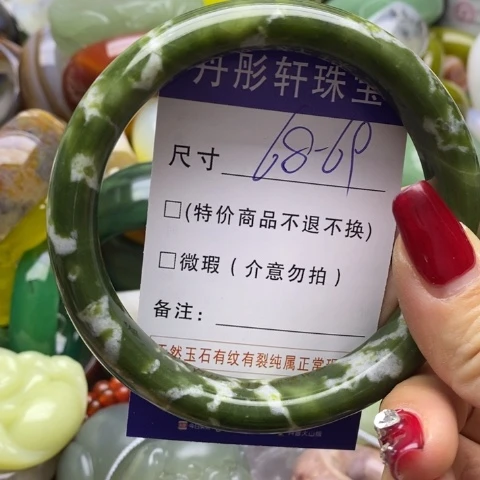 丹彤轩珠宝
尺寸 68-69
□(特价商品不退不换)
□微瑕（介意勿拍）
备注：
天然玉石有纹有裂纯属正常